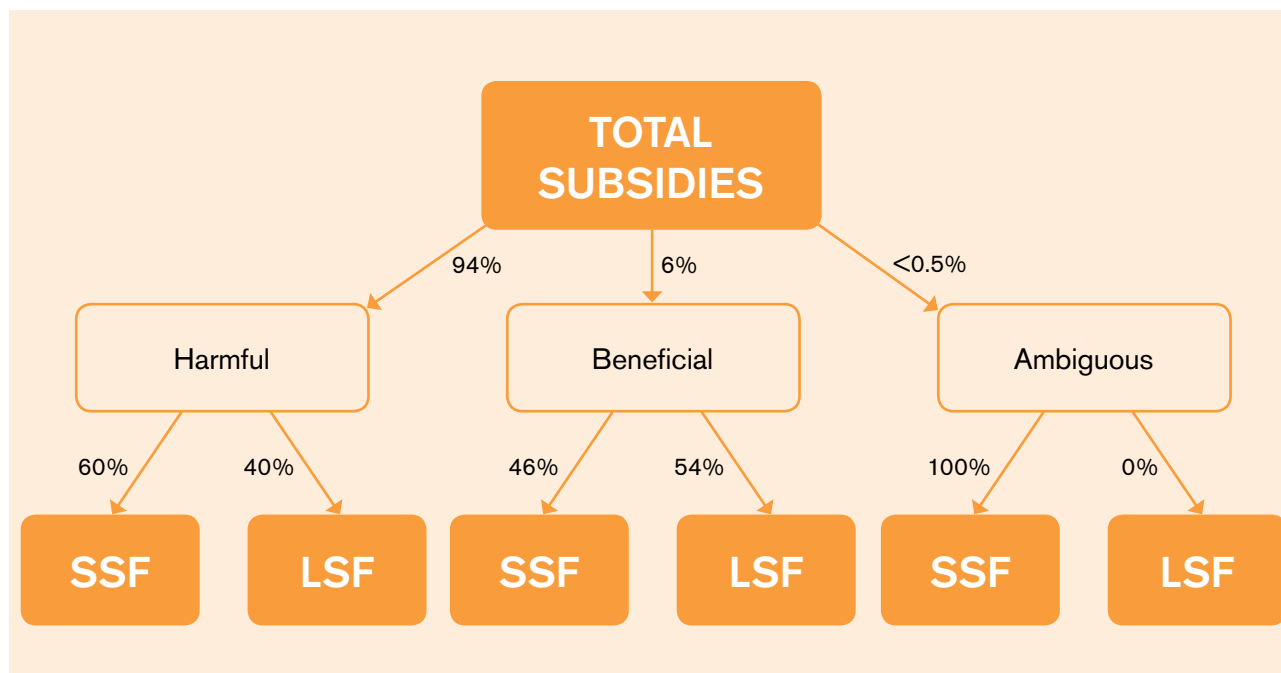 TOTAL
SUBSIDIES
94%
6%
<0.5%
Harmful
Beneficial
Ambiguous
60%
40%
46%
54%
100%
0%
SSF
LSF
SSF
LSF
SSF
LSF